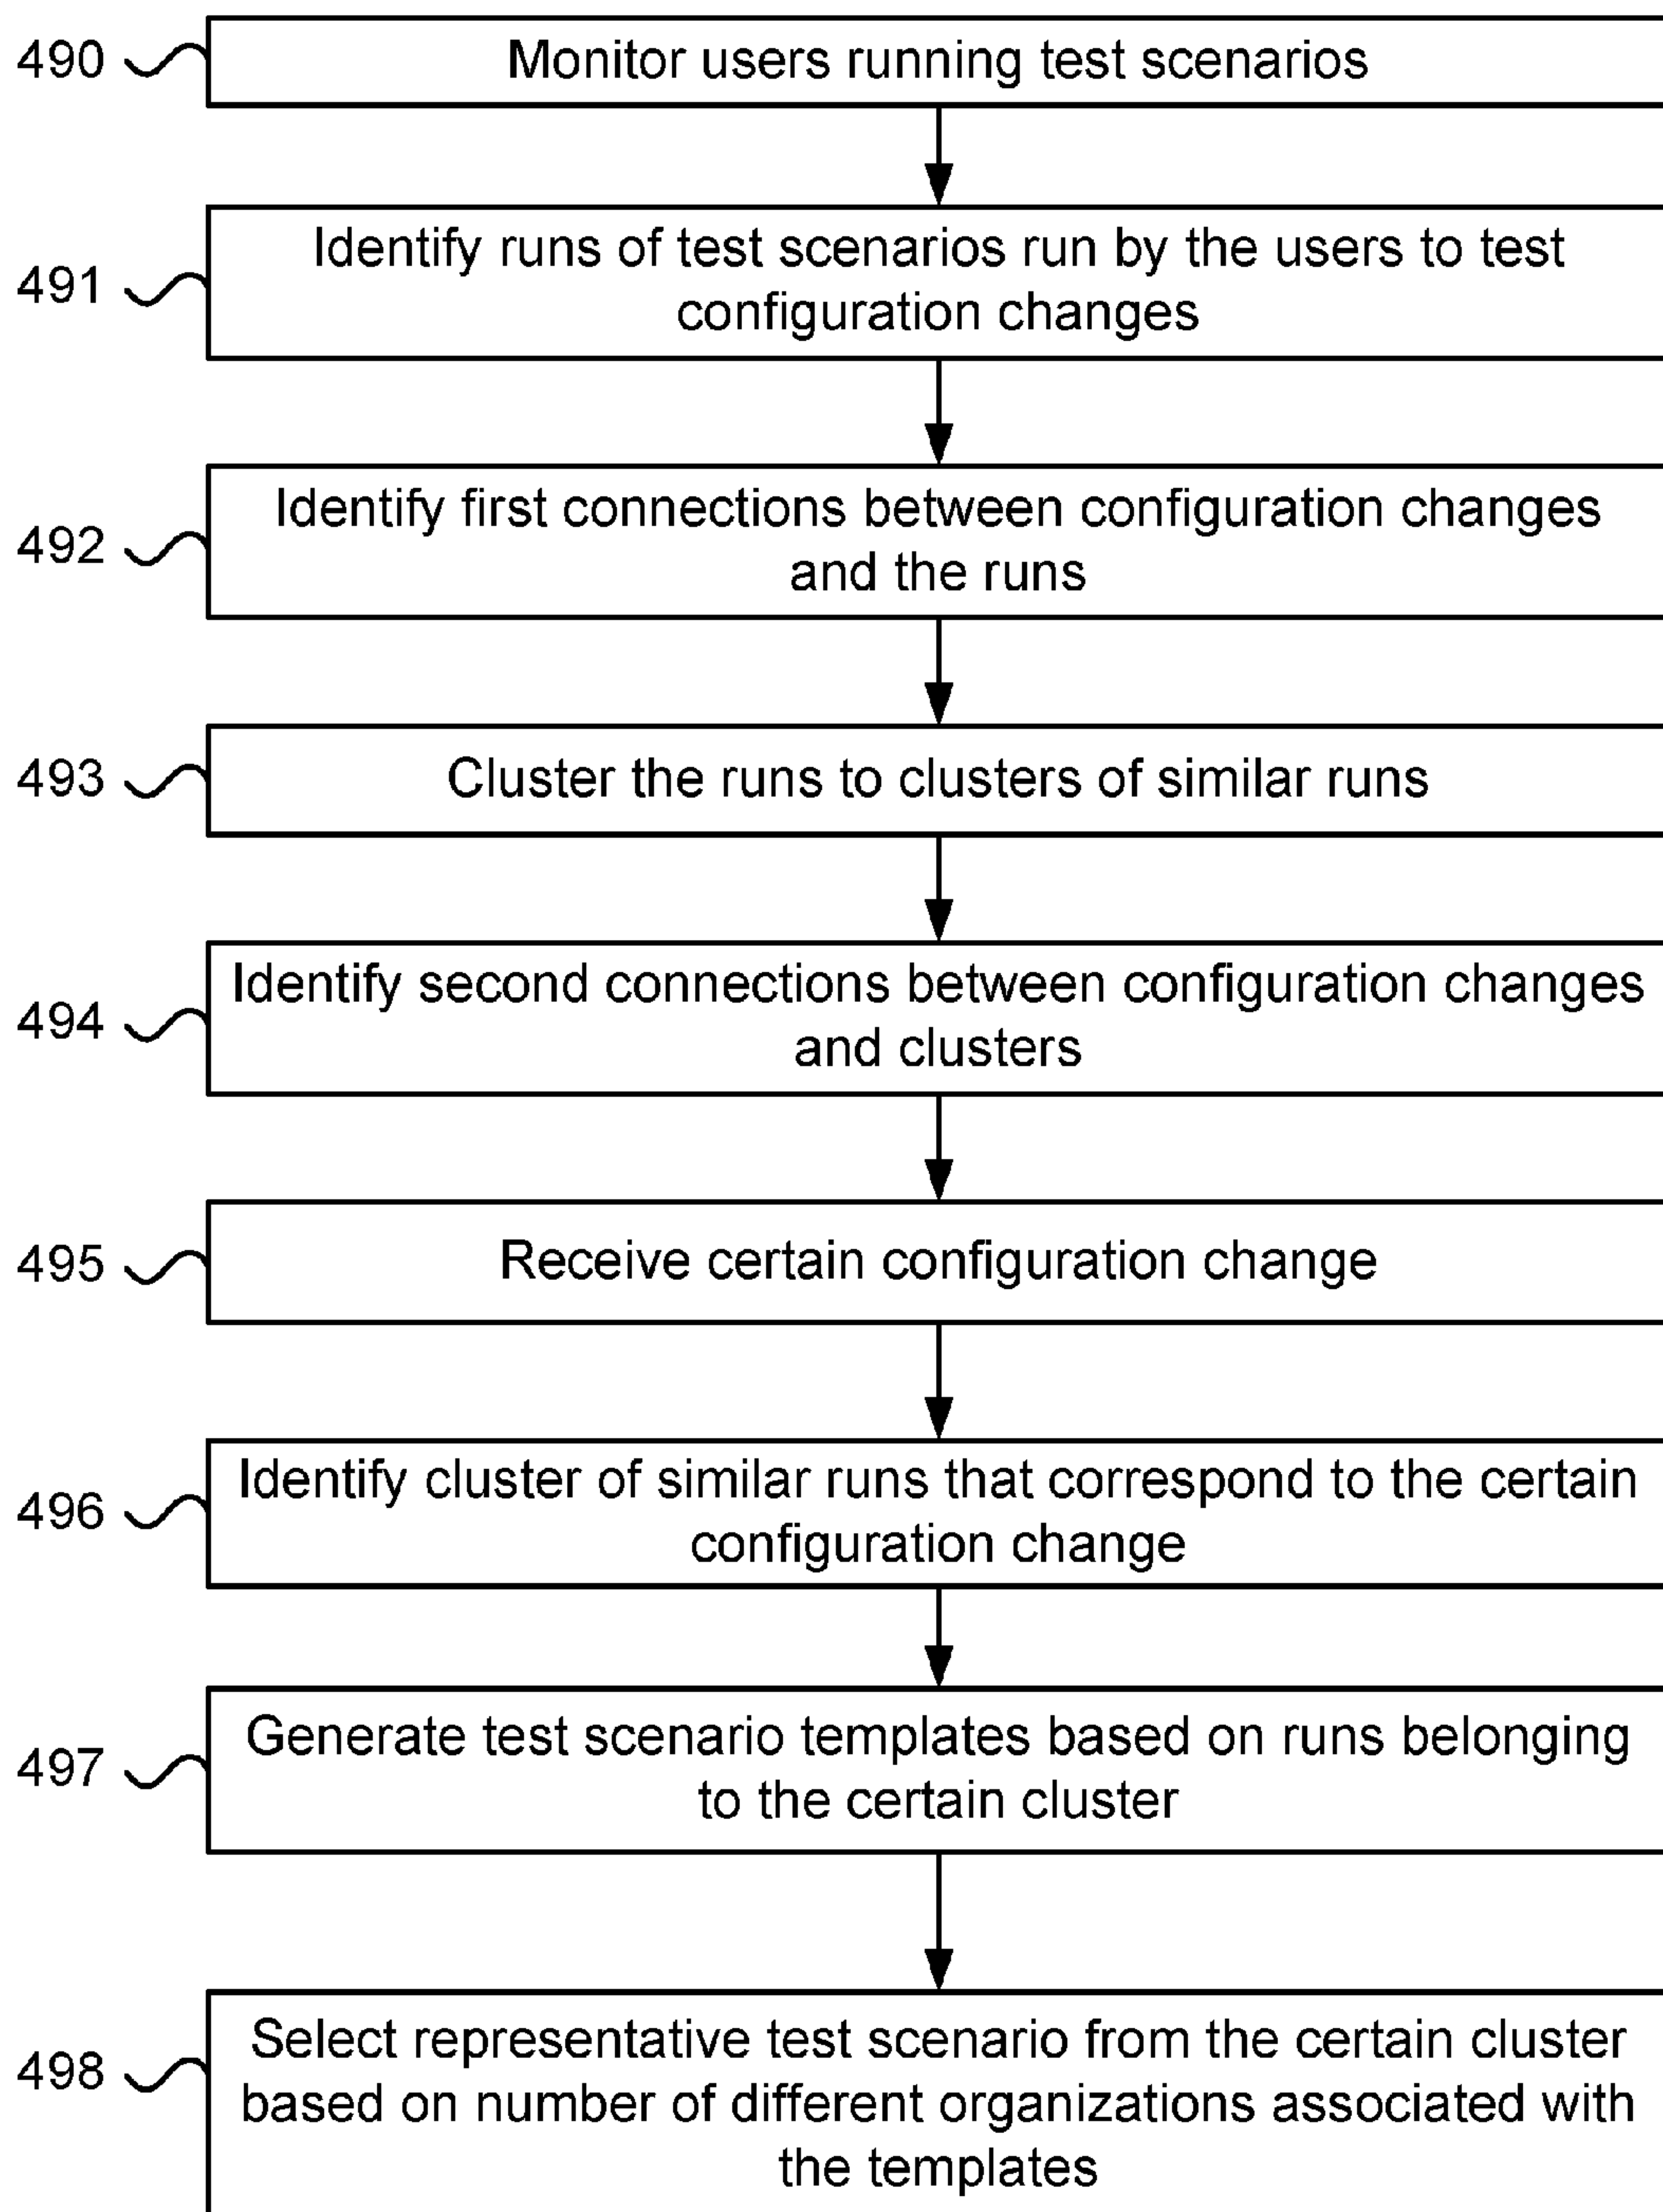 490
Monitor users running test scenarios
491
Identify runs of test scenarios run by the users to test
configuration changes
492
Identify first connections between configuration changes
and the runs
493
Cluster the runs to clusters of similar runs
494
Identify second connections between configuration changes
and clusters
495
Receive certain configuration change
496
Identify cluster of similar runs that correspond to the certain
configuration change
497
Generate test scenario templates based on runs belonging
to the certain cluster
498
Select representative test scenario from the certain cluster
based on number of different organizations associated with
the templates